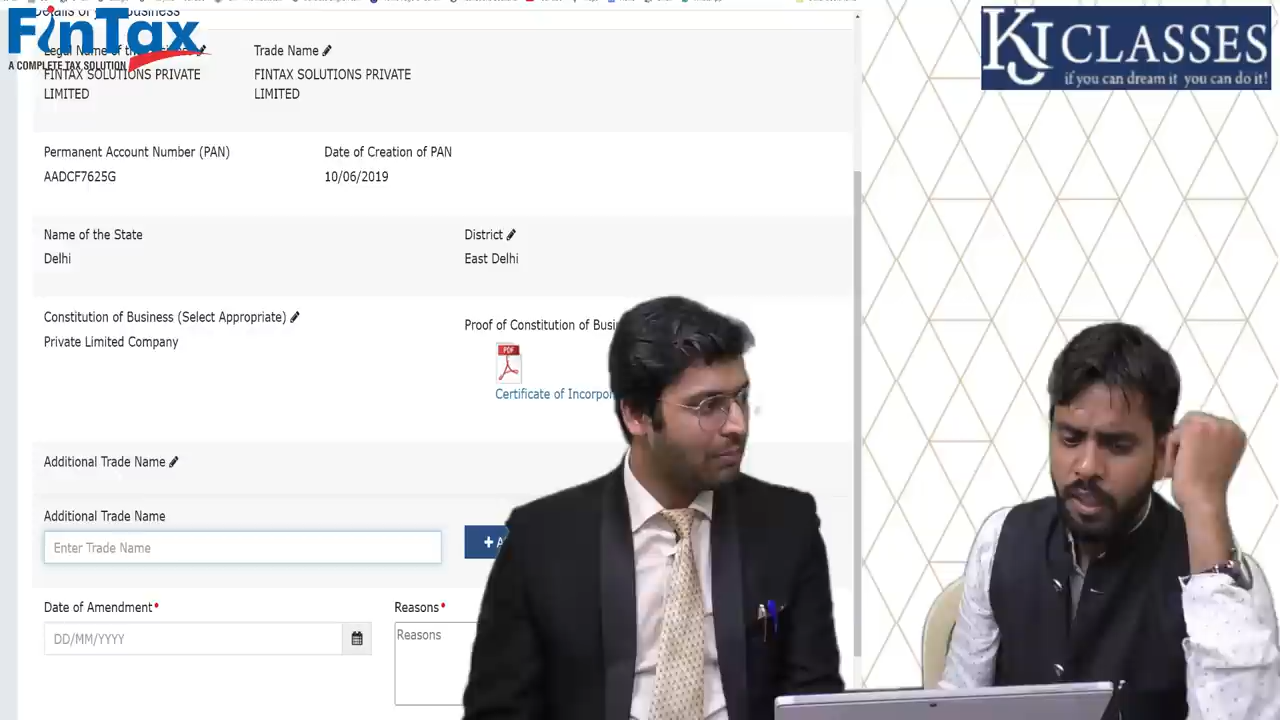 FinTax
A COMPLETE TAX SOLUTION
KJ CLASSES
if you can dream it you can do it!
Trade Name
FINTAX SOLUTIONS PRIVATE
LIMITED
FINTAX SOLUTIONS PRIVATE
LIMITED
Permanent Account Number (PAN)
Date of Creation of PAN
AADCF7625G
10/06/2019
Name of the State
District
Delhi
East Delhi
Constitution of Business (Select Appropriate)
Proof of Constitution of
Private Limited Company
PDF
Certificate of
Additional Trade Name
Additional Trade Name
Enter Trade Name
Date of Amendment*
Reasons*
DD/MM/YYYY
Reasons